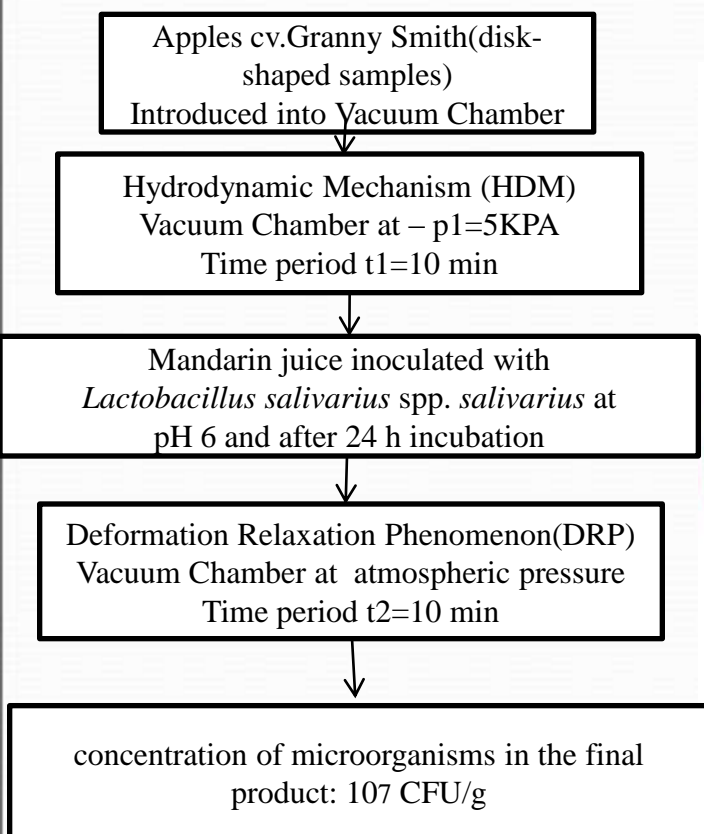 Apples cv.Granny Smith(disk-
shaped samples)
Introduced into Vacuum Chamber
Hydrodynamic Mechanism (HDM)
Vacuum Chamber at – p1=5KPA
Time period t1=10 min
Mandarin juice inoculated with
Lactobacillus salivarius spp. salivarius at
pH 6 and after 24 h incubation
Deformation Relaxation Phenomenon(DRP)
Vacuum Chamber at  atmospheric pressure
Time period t2=10 min
concentration of microorganisms in the final
product: 107 CFU/g